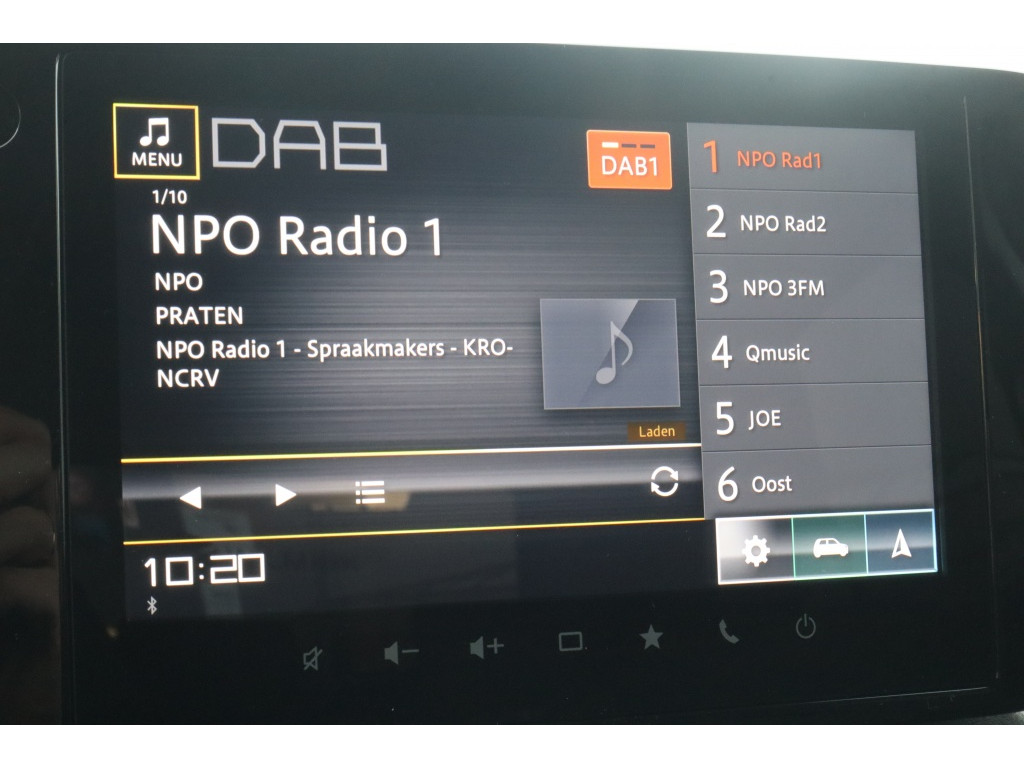 MENU
DAB
DAB1
1/10
NPO Radio 1
NPO
PRATEN
NPO Radio 1 - Spraakmakers - KRO-
NCRV
Laden
1 NPO Rad1
2 NPO Rad2
3 NPO 3FM
4 Qmusic
5 JOE
6 Oost
10:20